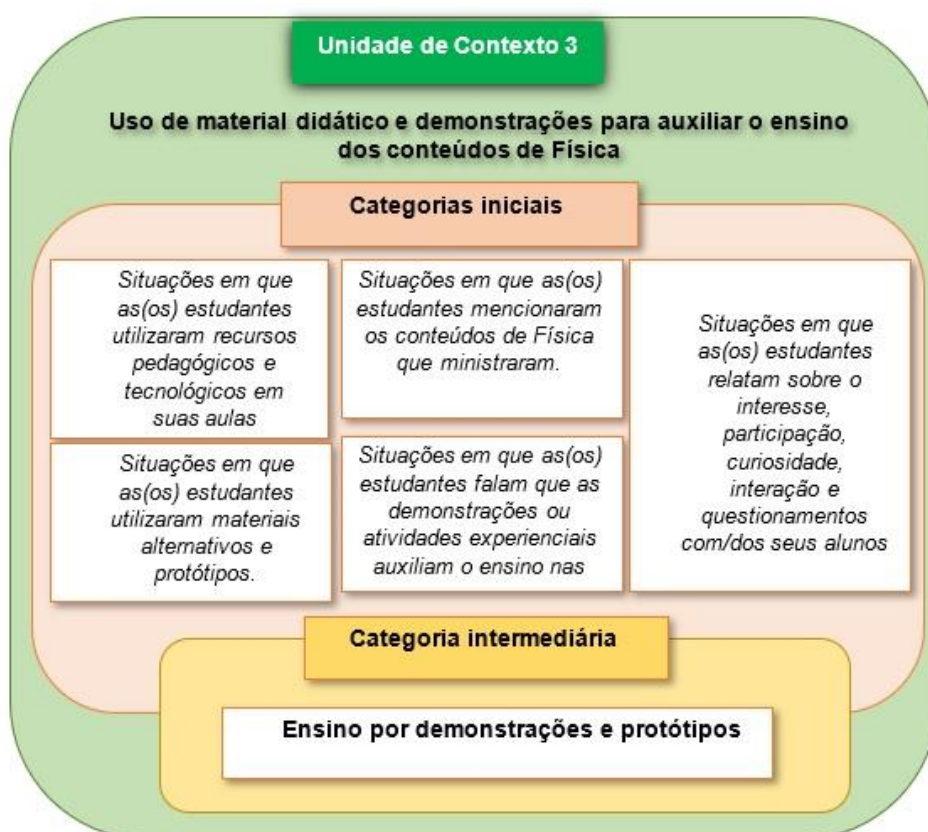 Unidade de Contexto 3
Uso de material didático e demonstrações para auxiliar o ensino
dos conteúdos de Física
Categorias iniciais
Situações em que
as(os) estudantes
utilizaram recursos
pedagógicos e
tecnológicos em
suas aulas
Situações em que as(os)
estudantes mencionaram
os conteúdos de Física
que ministraram.
Situações em que
as(os) estudantes
relatam sobre o
interesse,
participação,
curiosidade,
interação e
questionamentos
com/dos seus alunos
Situações em que
as(os) estudantes
utilizaram materiais
alternativos e
protótipos.
Situações em que as(os)
estudantes falam que as
demonstrações ou
atividades experienciais
auxiliam o ensino nas
Categoria intermediária
Ensino por demonstrações e protótipos